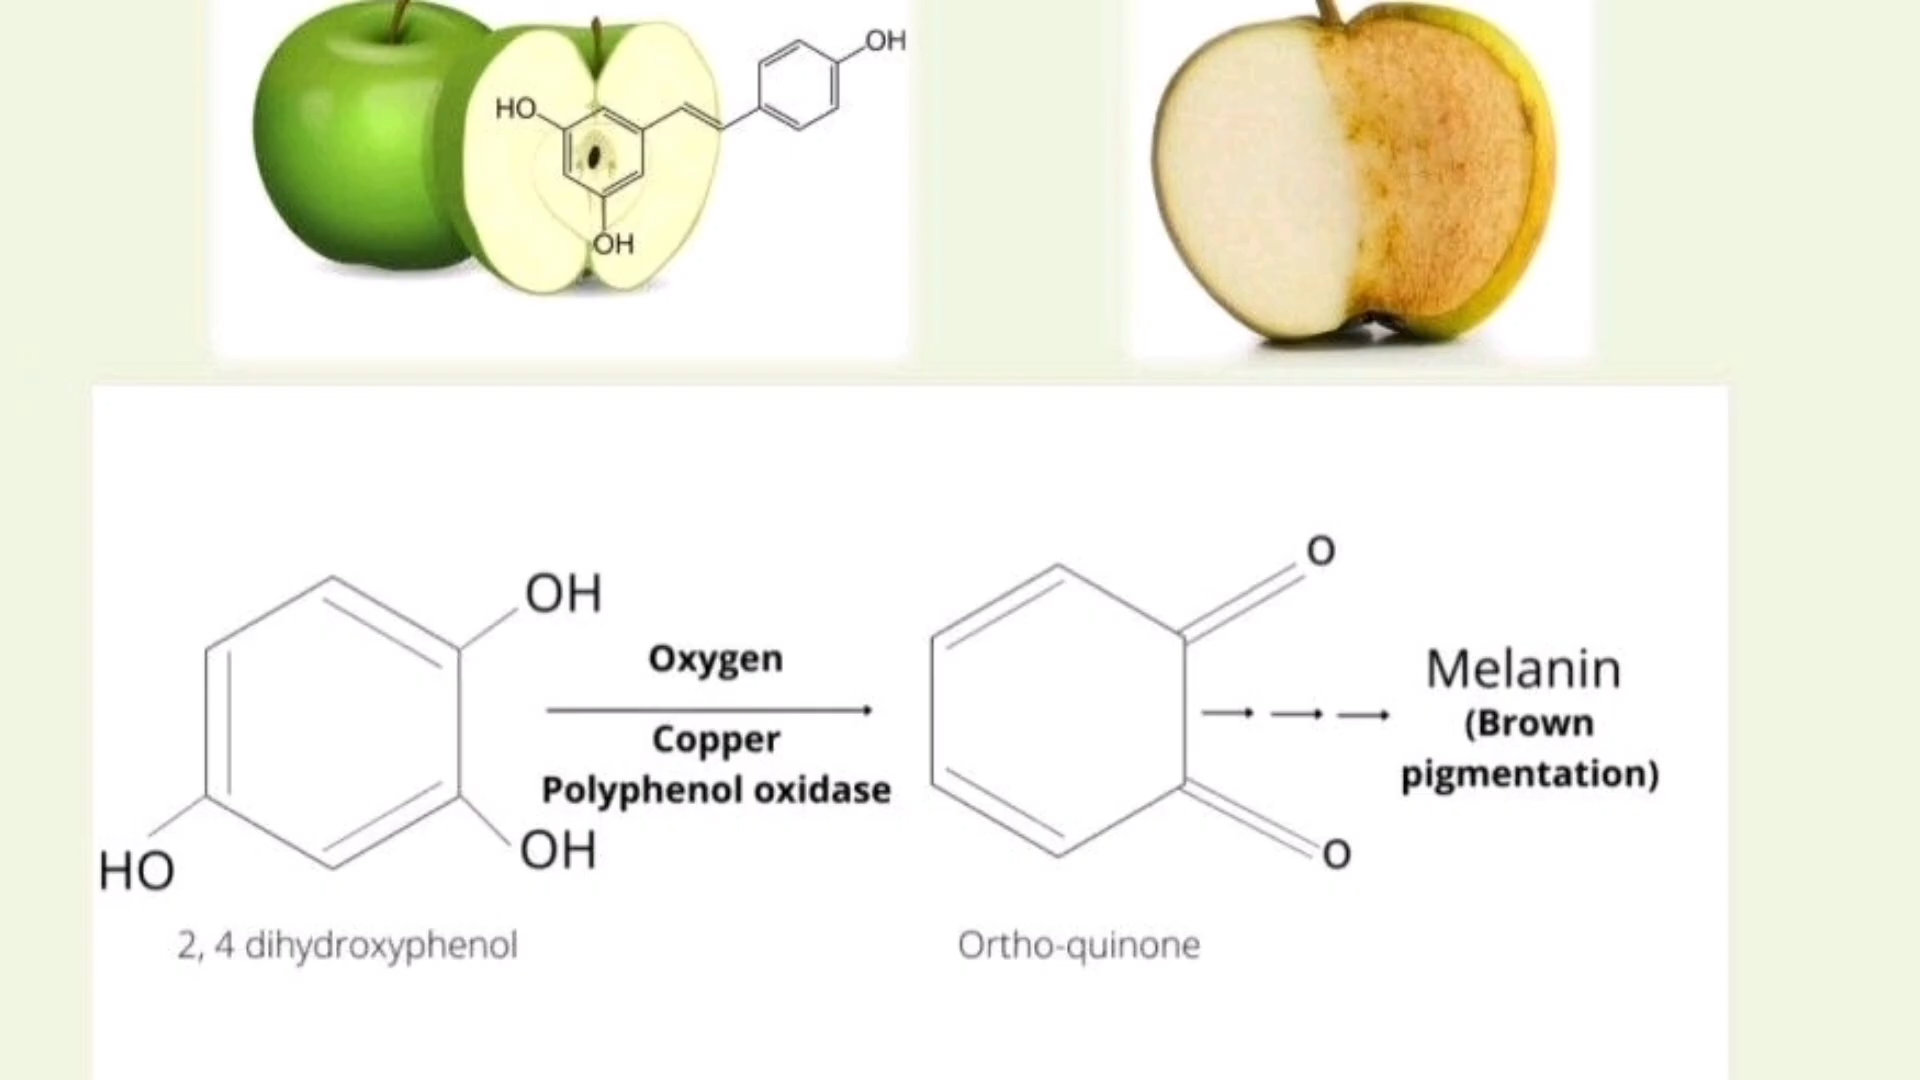 OH
HO
OH
OH
Oxygen
Copper
Polyphenol oxidase
OH
HO
2, 4 dihydroxyphenol
O
O
Ortho-quinone
Melanin
(Brown
pigmentation)